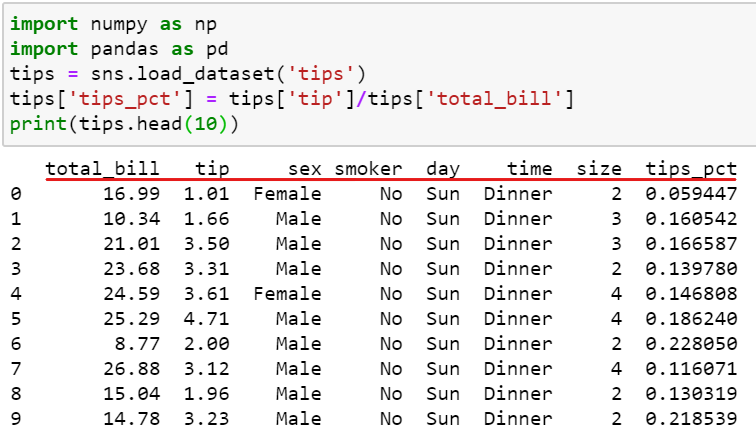 import numpy as np
import pandas as pd
tips = sns.load_dataset('tips')
tips['tips_pct'] = tips['tip']/tips['total_bill']
print(tips.head(10))
total_bill tip sex smoker day time size tips_pct
0 16.99 1.01 Female No Sun Dinner 2 0.059447
1 10.34 1.66 Male No Sun Dinner 3 0.160542
2 21.01 3.50 Male No Sun Dinner 3 0.166587
3 23.68 3.31 Male No Sun Dinner 2 0.139780
4 24.59 3.61 Female No Sun Dinner 4 0.146808
5 25.29 4.71 Male No Sun Dinner 4 0.186240
6 8.77 2.00 Male No Sun Dinner 2 0.228050
7 26.88 3.12 Male No Sun Dinner 4 0.116071
8 15.04 1.96 Male No Sun Dinner 2 0.130319
9 14.78 3.23 Male No Sun Dinner 2 0.218539